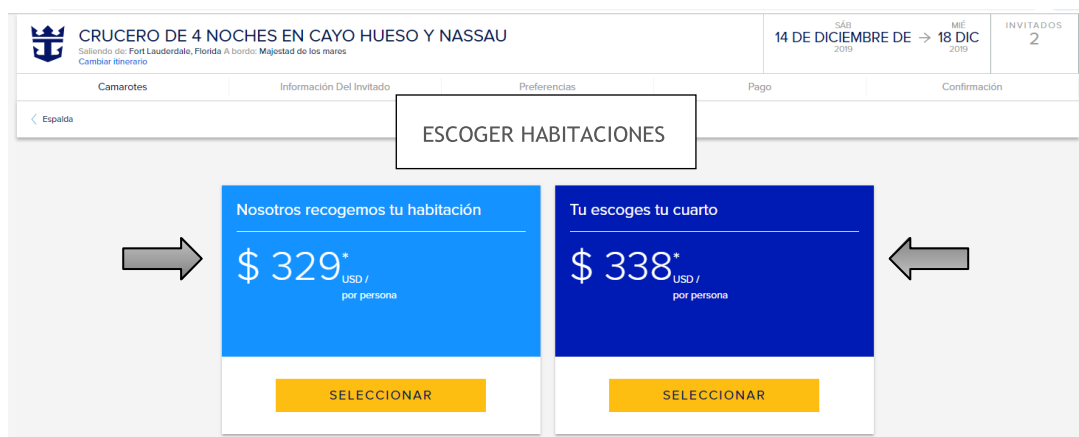 CRUCERO DE 4 NOCHES EN CAYO HUESO Y NASSAU
Saliendo de: Fort Lauderdale, Florida A bordo: Majestad de los mares
Cambiar itinerario
SÁB MIÉ
14 DE DICIEMBRE DE → 18 DIC
2019 2019
INVITADOS
2
Camarotes Información Del Invitado Preferencias Pago Confirmación
Espalda
ESCOGER HABITACIONES
Nosotros recogemos tu habitación
$ 329* USD /
por persona
SELECCIONAR
Tu escoges tu cuarto
$ 338* USD /
por persona
SELECCIONAR